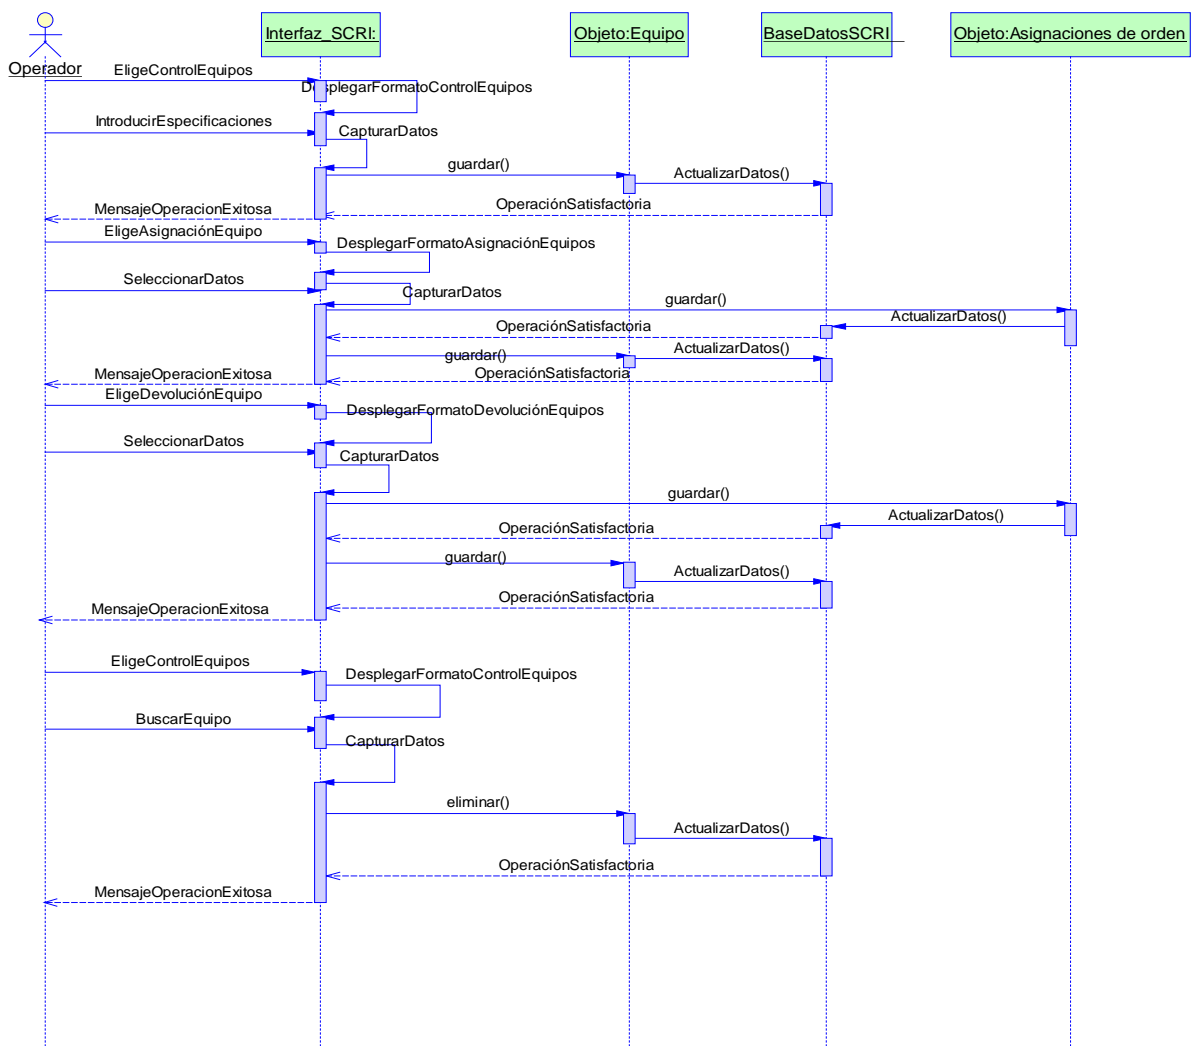 Operador
Interfaz_SCRI:
Objeto:Equipo
BaseDatosSCRI
Objeto:Asignaciones de orden
EligeControlEquipos
DesplegarFormatoControlEquipos
IntroducirEspecificaciones
CapturarDatos
guardar()
ActualizarDatos()
OperaciónSatisfactoria
MensajeOperacionExitosa
EligeAsignaciónEquipo
DesplegarFormatoAsignaciónEquipos
SeleccionarDatos
CapturarDatos
guardar()
ActualizarDatos()
OperaciónSatisfactoria
guardar()
ActualizarDatos()
OperaciónSatisfactoria
MensajeOperacionExitosa
EligeDevoluciónEquipo
DesplegarFormatoDevoluciónEquipos
SeleccionarDatos
CapturarDatos
guardar()
ActualizarDatos()
OperaciónSatisfactoria
guardar()
ActualizarDatos()
OperaciónSatisfactoria
MensajeOperacionExitosa
EligeControlEquipos
DesplegarFormatoControlEquipos
BuscarEquipo
CapturarDatos
eliminar()
ActualizarDatos()
OperaciónSatisfactoria
MensajeOperacionExitosa